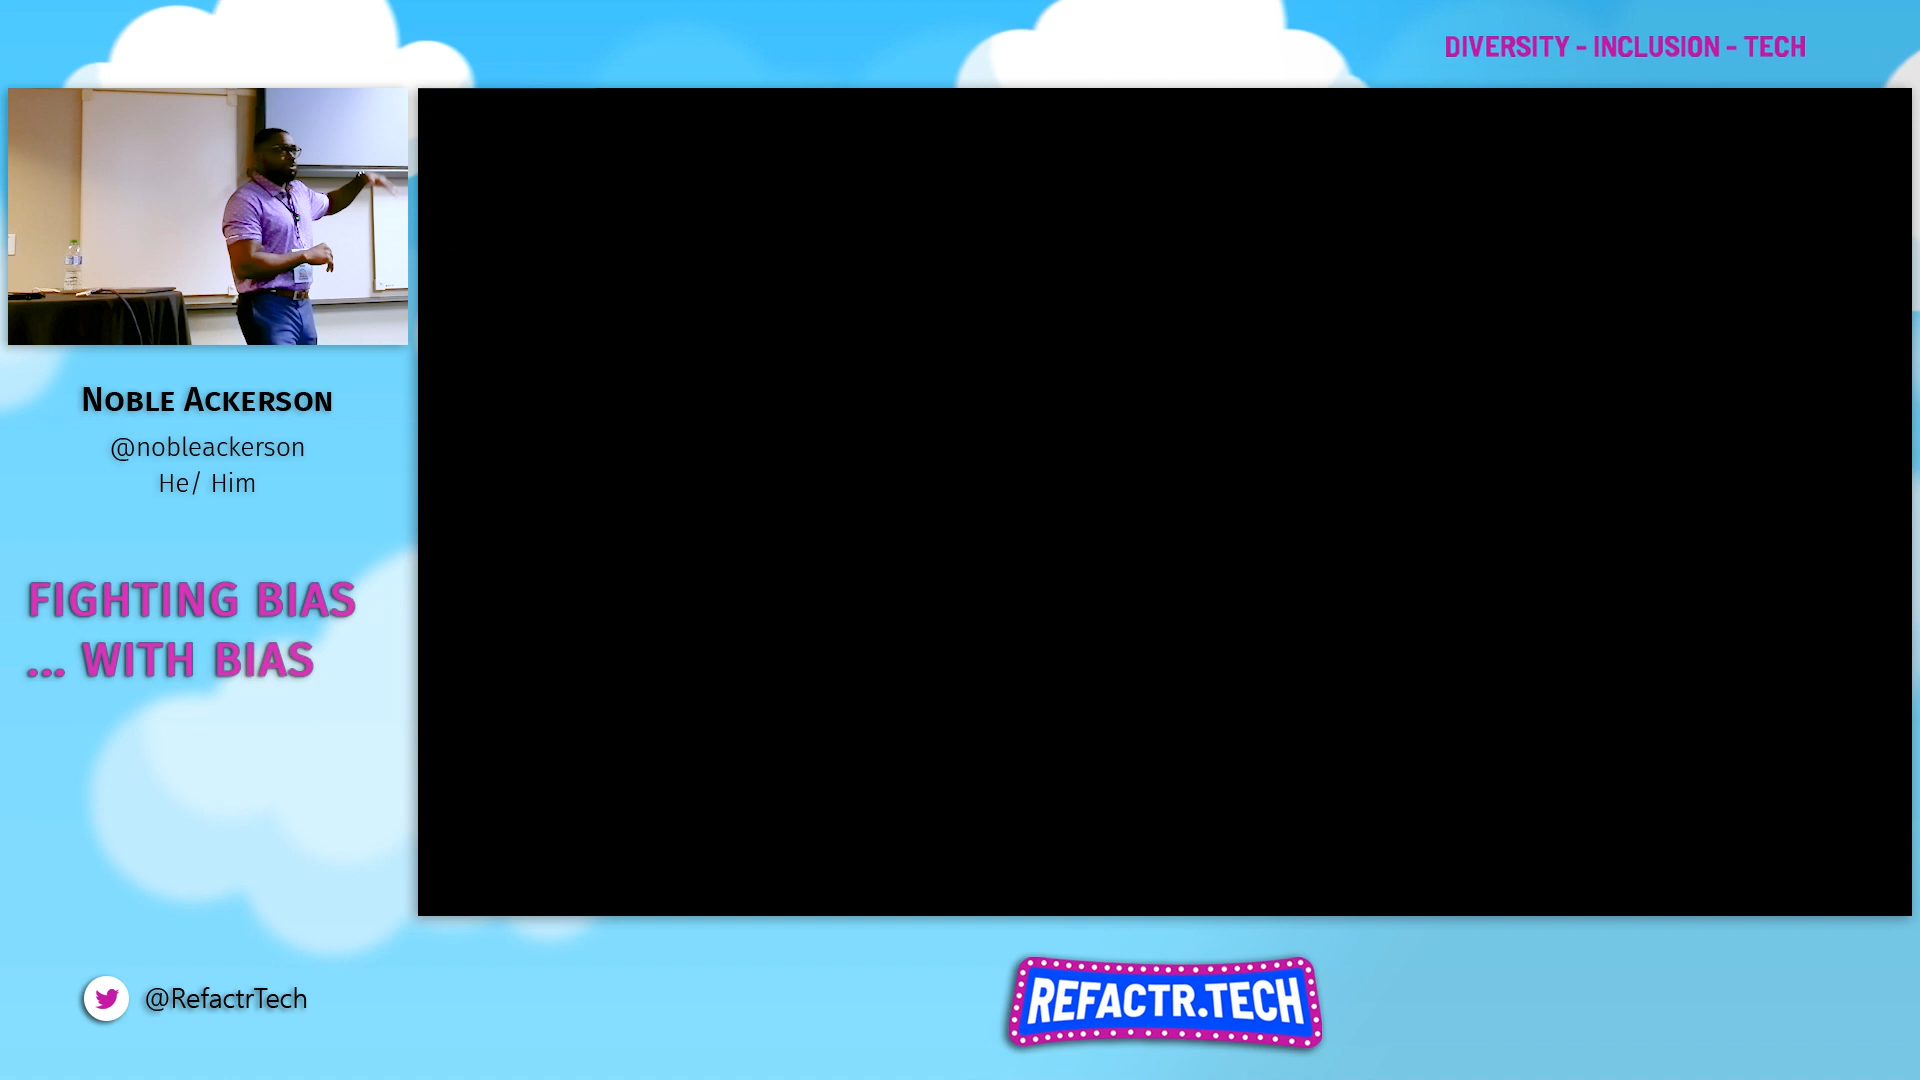 DIVERSITY - INCLUSION - TECH
NOBLE ACKERSON
@nobleackerson
He/ Him
FIGHTING BIAS
... WITH BIAS
@RefactrTech
REFACTR.TECH